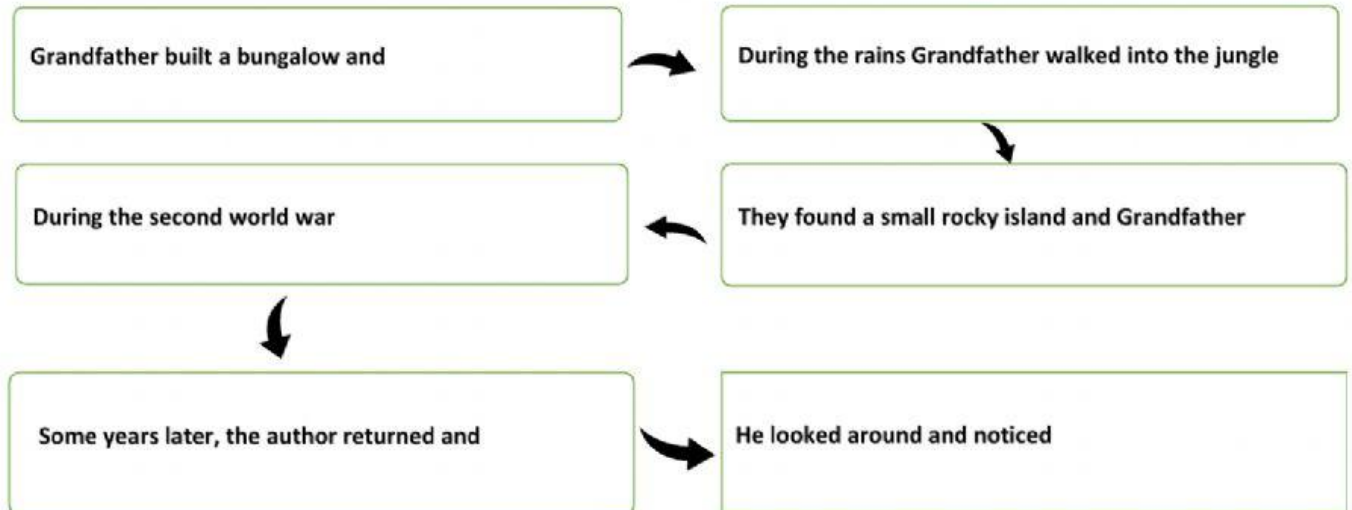 Grandfather built a bungalow and
During the rains Grandfather walked into the jungle
They found a small rocky island and Grandfather
During the second world war
Some years later, the author returned and
He looked around and noticed